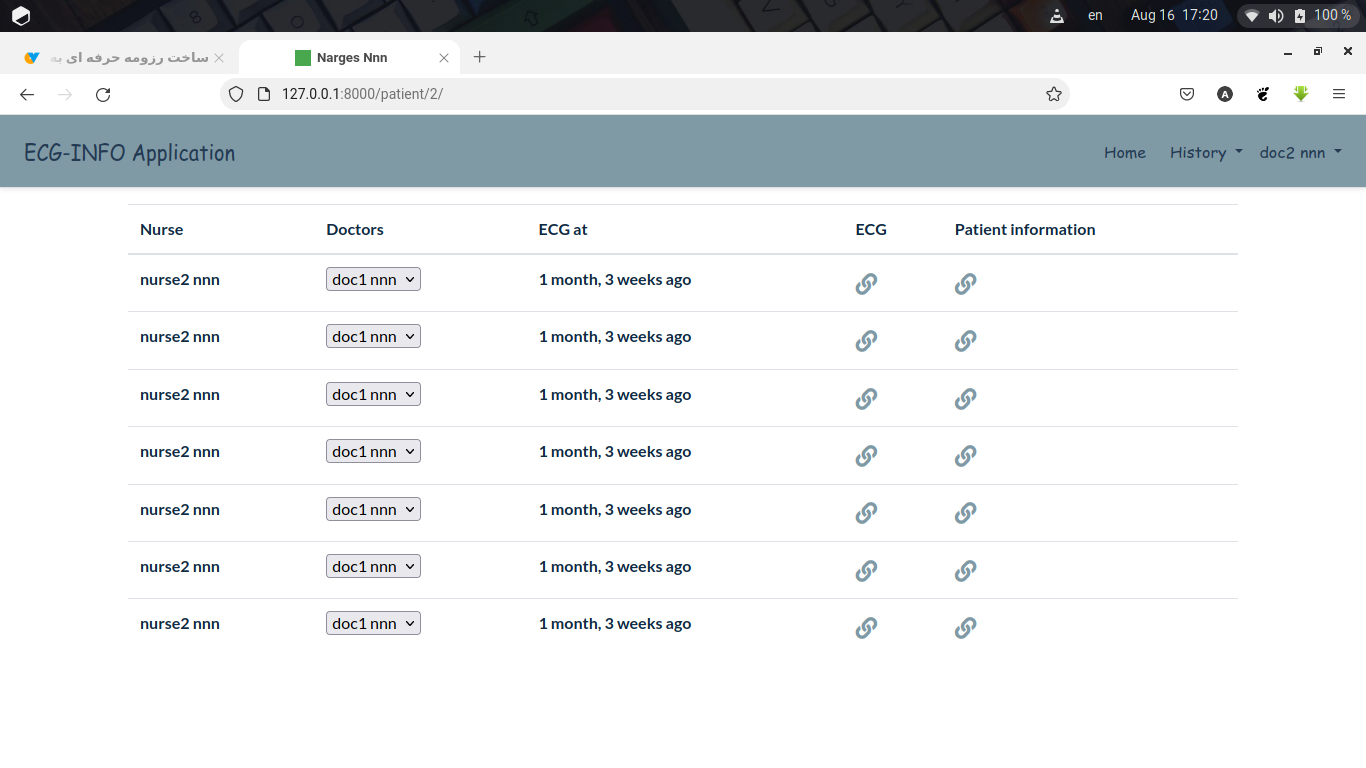 en Aug 16 17:20 100 %
ساخت رزومه حرفه ای به
Narges Nnn
127.0.0.1:8000/patient/2/
A
ECG-INFO Application Home History doc2 nnn
Nurse Doctors ECG at ECG Patient information
nurse2 nnn doc1 nnn 1 month, 3 weeks ago
nurse2 nnn doc1 nnn 1 month, 3 weeks ago
nurse2 nnn doc1 nnn 1 month, 3 weeks ago
nurse2 nnn doc1 nnn 1 month, 3 weeks ago
nurse2 nnn doc1 nnn 1 month, 3 weeks ago
nurse2 nnn doc1 nnn 1 month, 3 weeks ago
nurse2 nnn doc1 nnn 1 month, 3 weeks ago